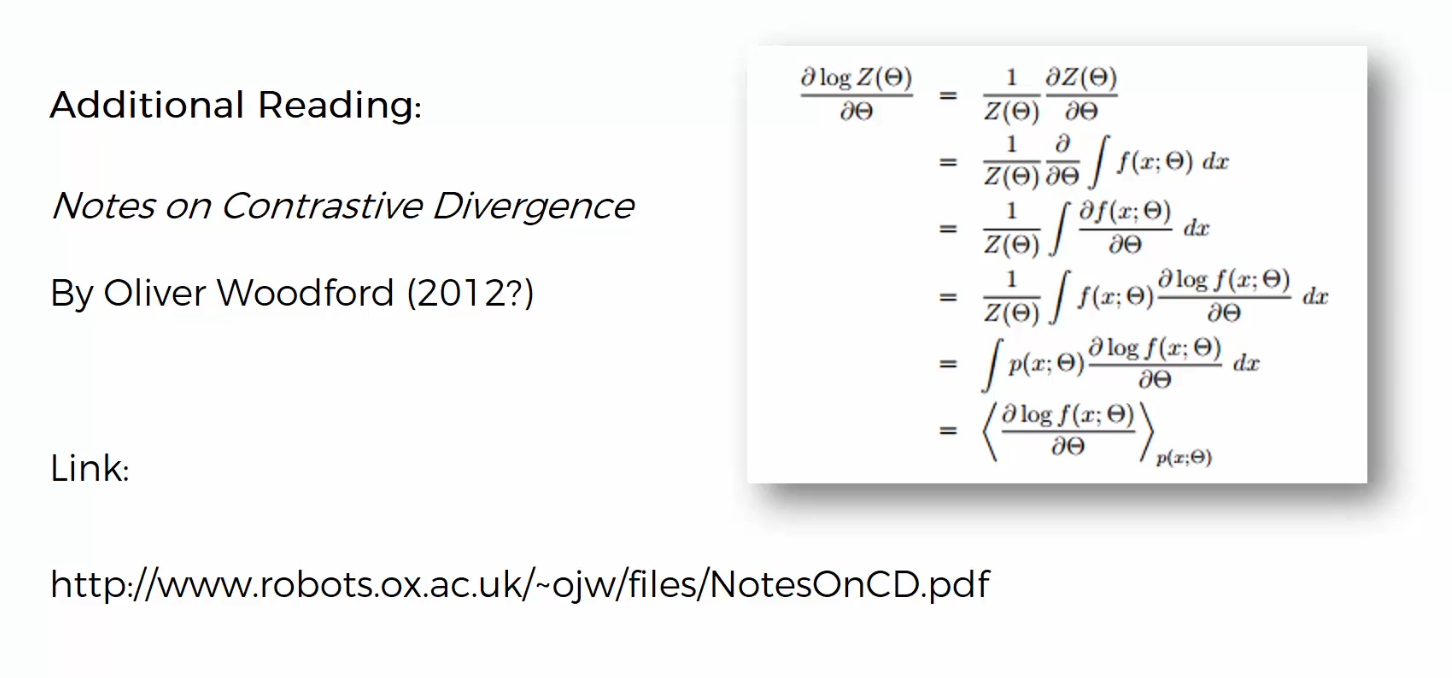 Additional Reading:
Notes on Contrastive Divergence
By Oliver Woodford (2012?)
Link:
http://www.robots.ox.ac.uk/~ojw/files/NotesOnCD.pdf
∂ log Z(Θ) / ∂Θ = 1 / Z(Θ) ∂Z(Θ) / ∂Θ
= 1 / Z(Θ) ∂ / ∂Θ ∫ f(x; Θ) dx
= 1 / Z(Θ) ∫ ∂f(x; Θ) / ∂Θ dx
= 1 / Z(Θ) ∫ f(x; Θ) ∂ log f(x; Θ) / ∂Θ dx
= ∫ p(x; Θ) ∂ log f(x; Θ) / ∂Θ dx
= ⟨ ∂ log f(x; Θ) / ∂Θ ⟩ p(x;Θ)